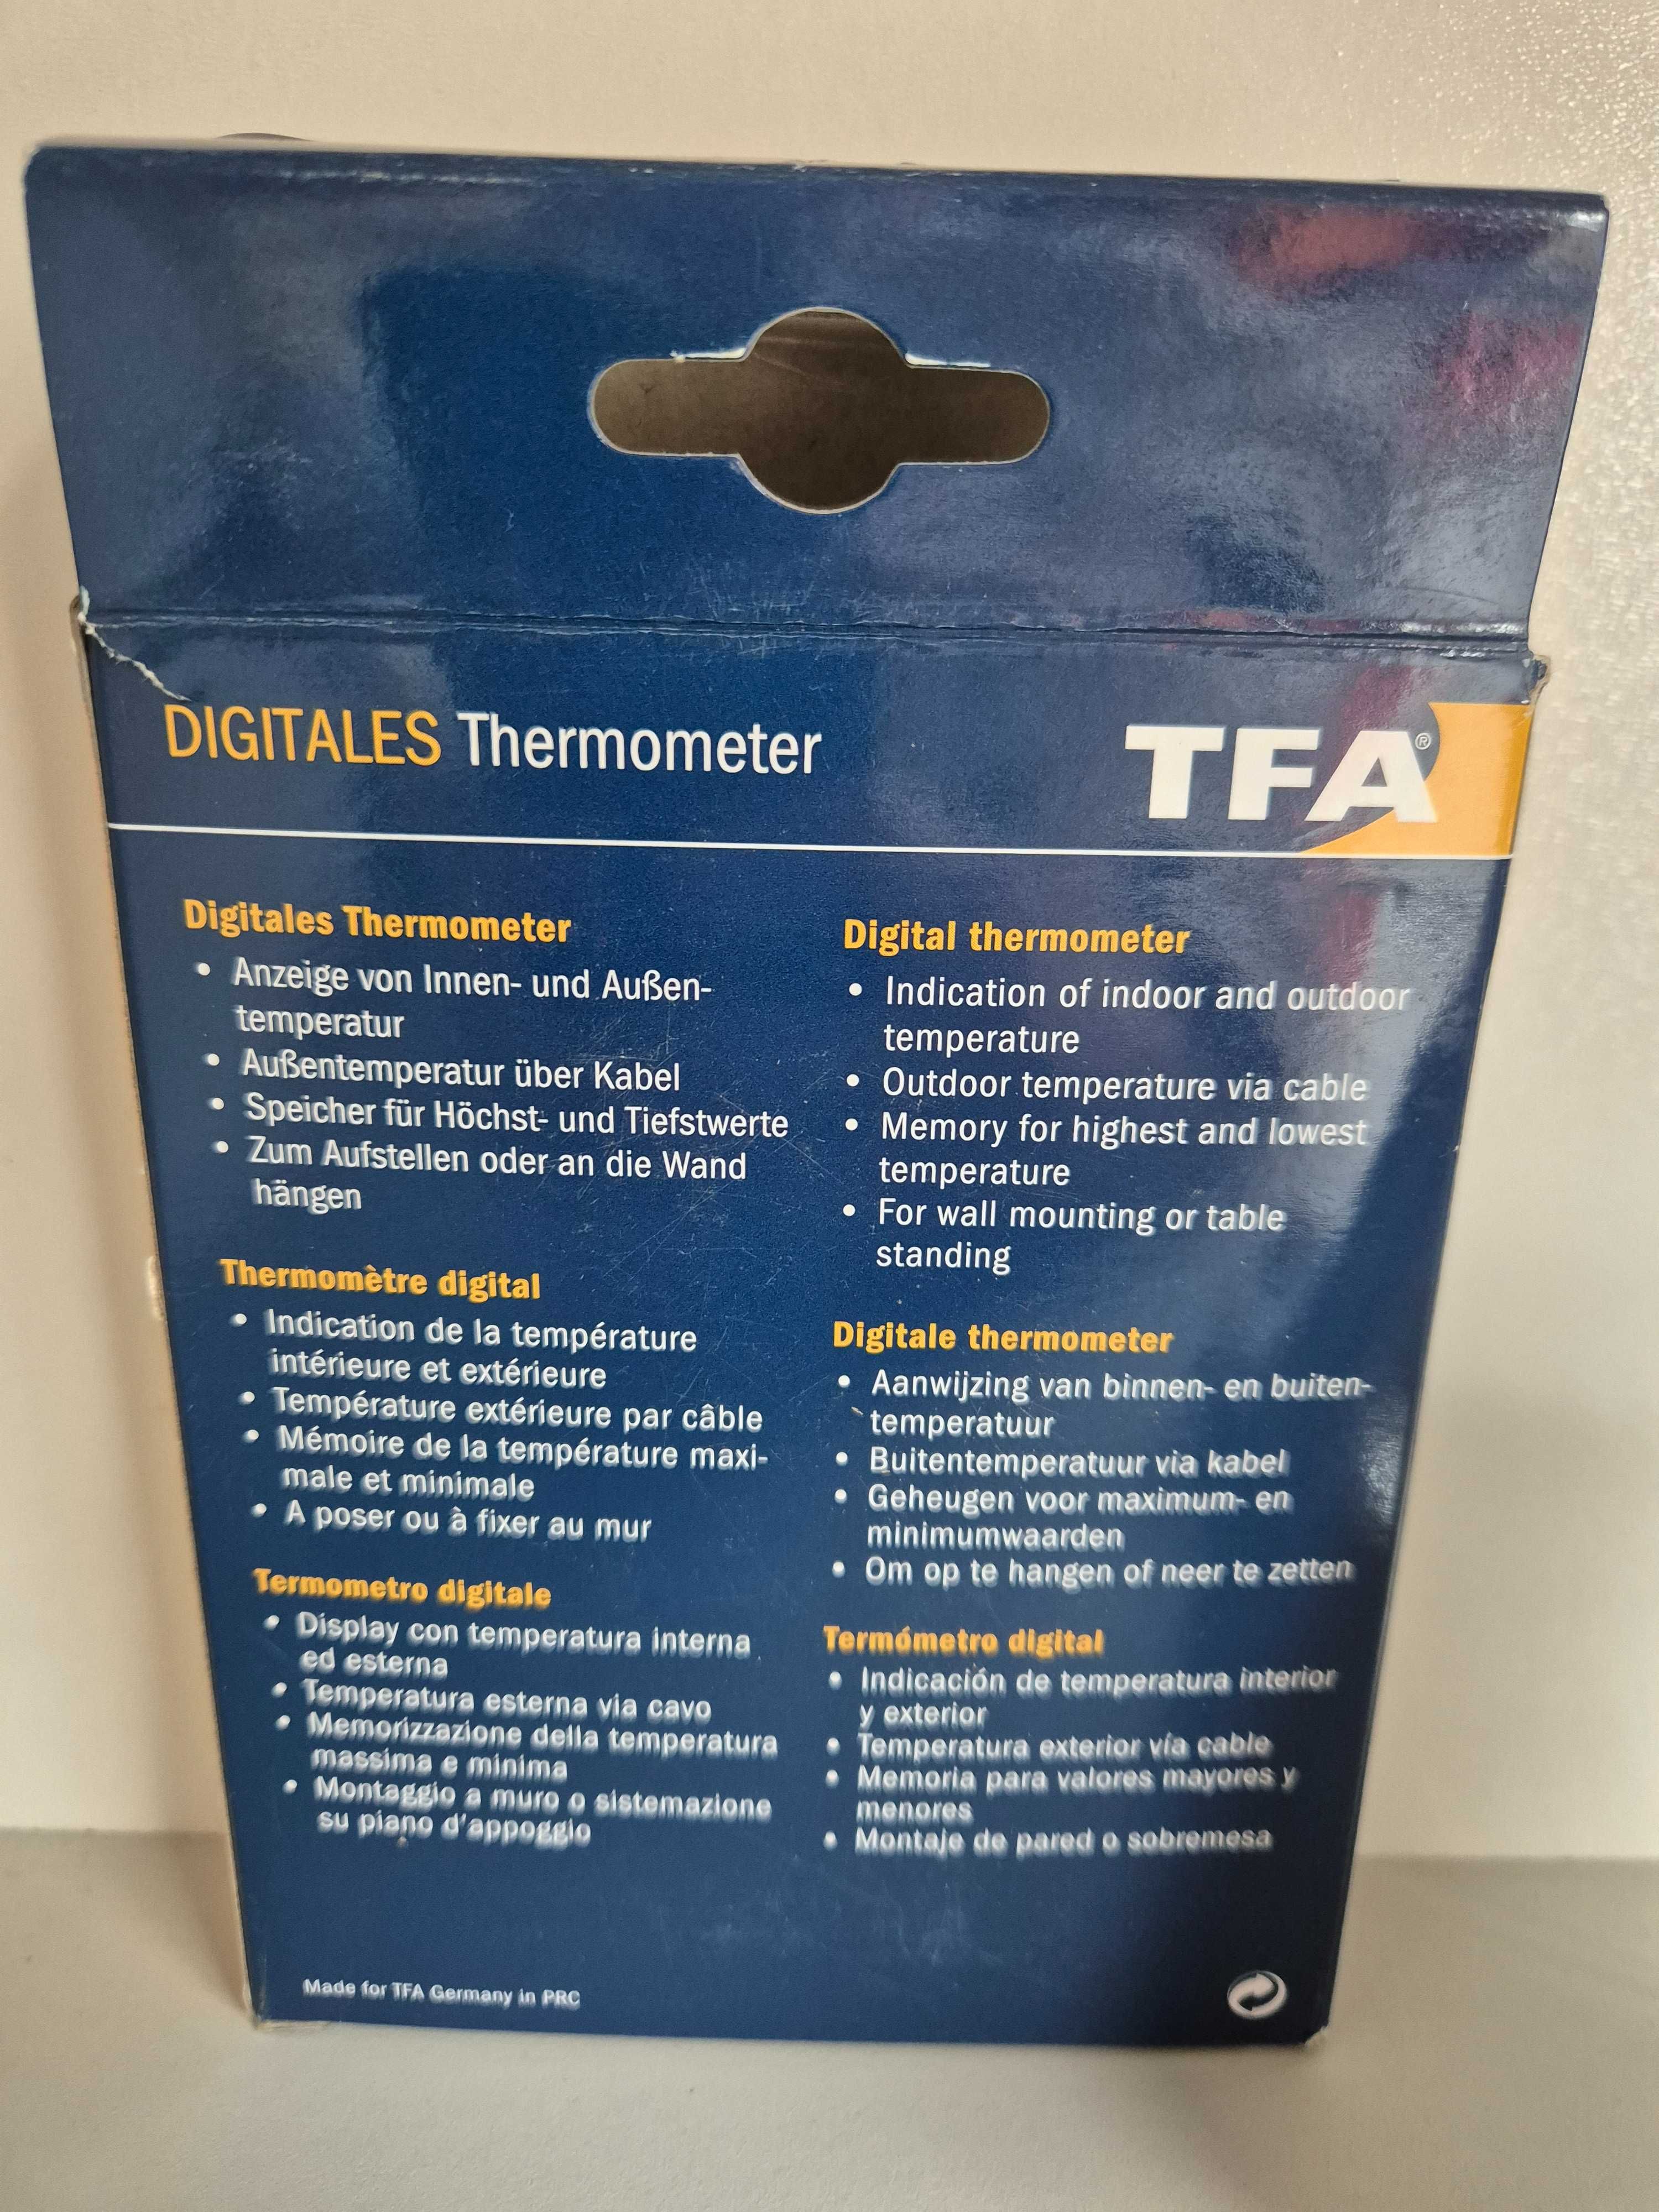 DIGITALES Thermometer
TFA®
Digitales Thermometer
• Anzeige von Innen- und Außen-
temperatur
• Außentemperatur über Kabel
• Speicher für Höchst- und Tiefstwerte
• Zum Aufstellen oder an die Wand
hängen
Thermomètre digital
• Indication de la température
intérieure et extérieure
• Température extérieure par câble
• Mémoire de la température maxi-
male et minimale
• A poser ou à fixer au mur
Termometro digitale
• Display con temperatura interna
ed esterna
• Temperatura esterna via cavo
• Memorizzazione della temperatura
massima e minima
• Montaggio a muro o sistemazione
su piano d'appoggio
Digital thermometer
• Indication of indoor and outdoor
temperature
• Outdoor temperature via cable
• Memory for highest and lowest
temperature
• For wall mounting or table
standing
Digitale thermometer
• Aanwijzing van binnen- en buiten-
temperatuur
• Buitentemperatuur via kabel
• Geheugen voor maximum- en
minimumwaarden
• Om op te hangen of neer te zetten
Termómetro digital
• Indicación de temperatura interior
y exterior
• Temperatura exterior vía cable
• Memoria para valores mayores y
menores
• Montaje de pared o sobremesa
Made for TFA Germany in PRC